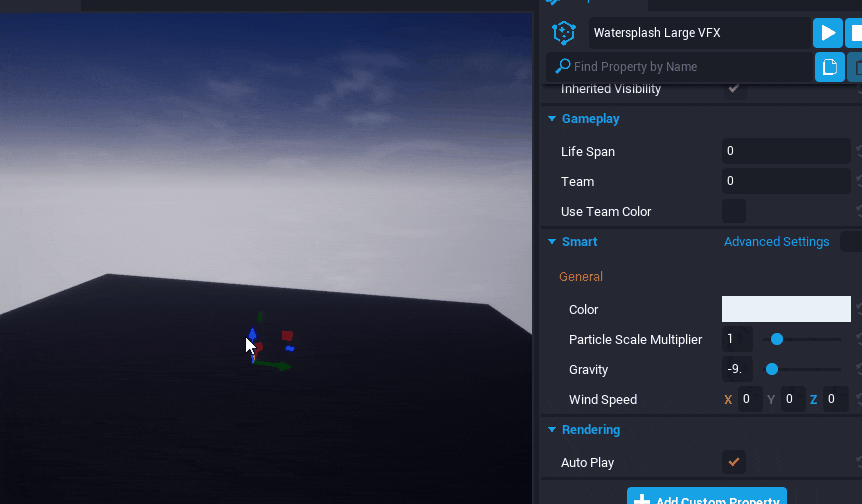 Watersplash Large VFX
Find Property by Name
Inherited Visibility
Gameplay
Life Span 0
Team 0
Use Team Color
Smart Advanced Settings
General
Color
Particle Scale Multiplier 1
Gravity -9.
Wind Speed X 0 Y 0 Z 0
Rendering
Auto Play
Add Custom Property